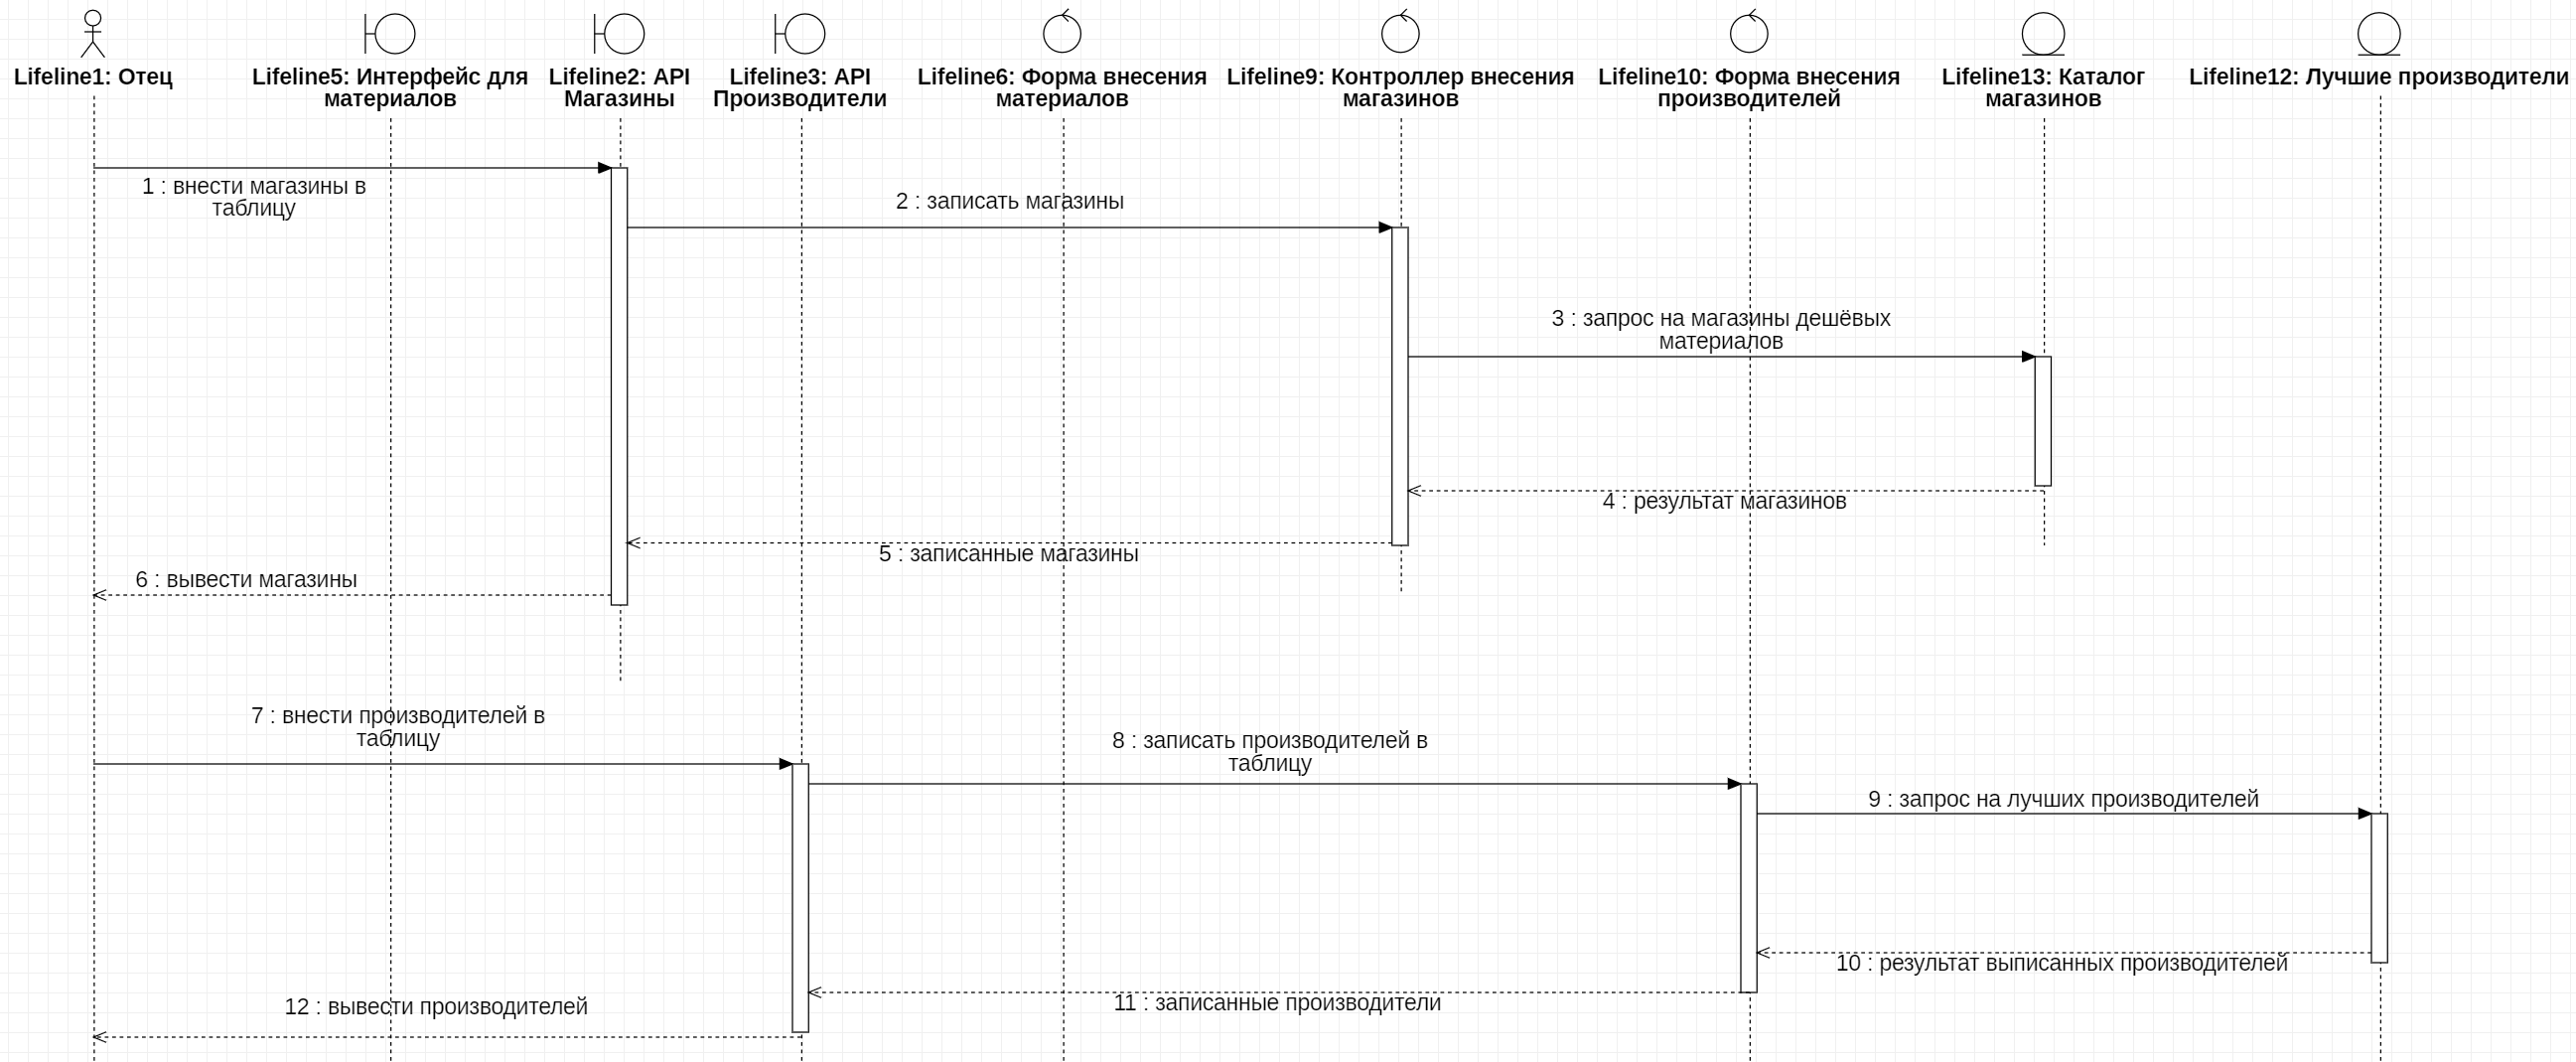 Lifeline1: Отец
Lifeline5: Интерфейс для
материалов
Lifeline2: API
Магазины
Lifeline3: API
Производители
Lifeline6: Форма внесения
материалов
Lifeline9: Контроллер внесения
магазинов
Lifeline10: Форма внесения
производителей
Lifeline13: Каталог
магазинов
Lifeline12: Лучшие производители
1 : внести магазины в
таблицу
2 : записать магазины
3 : запрос на магазины дешёвых
материалов
4 : результат магазинов
5 : записанные магазины
6 : вывести магазины
7 : внести производителей в
таблицу
8 : записать производителей в
таблицу
9 : запрос на лучших производителей
10 : результат выписанных производителей
11 : записанные производители
12 : вывести производителей